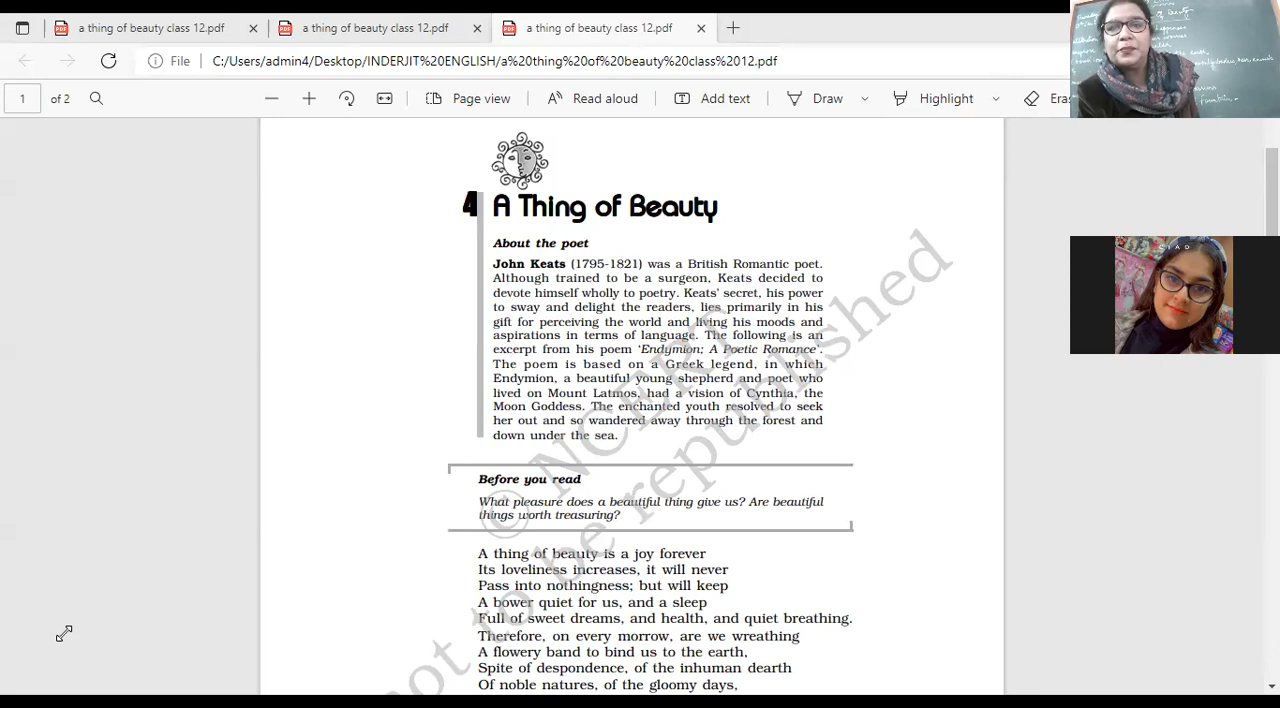 a thing of beauty class 12.pdf
a thing of beauty class 12.pdf
a thing of beauty class 12.pdf
File
C:/Users/admin4/Desktop/INDERJIT%20ENGLISH/a%20thing%20of%20beauty%20class%2012.pdf
1 of 2
Page view
Read aloud
Add text
Draw
Highlight
Eras
4 A Thing of Beauty
About the poet
John Keats (1795-1821) was a British Romantic poet.
Although trained to be a surgeon, Keats decided to
devote himself wholly to poetry. Keats' secret, his power
to sway and delight the readers, lies primarily in his
gift for perceiving the world and living his moods and
aspirations in terms of language. The following is an
excerpt from his poem 'Endymion; A Poetic Romance'.
The poem is based on a Greek legend, in which
Endymion, a beautiful young shepherd and poet who
lived on Mount Latmos, had a vision of Cynthia, the
Moon Goddess. The enchanted youth resolved to seek
her out and so wandered away through the forest and
down under the sea.
Before you read
What pleasure does a beautiful thing give us? Are beautiful
things worth treasuring?
A thing of beauty is a joy forever
Its loveliness increases, it will never
Pass into nothingness; but will keep
A bower quiet for us, and a sleep
Full of sweet dreams, and health, and quiet breathing.
Therefore, on every morrow, are we wreathing
A flowery band to bind us to the earth,
Spite of despondence, of the inhuman dearth
Of noble natures, of the gloomy days,
© NCERT
not to be republished